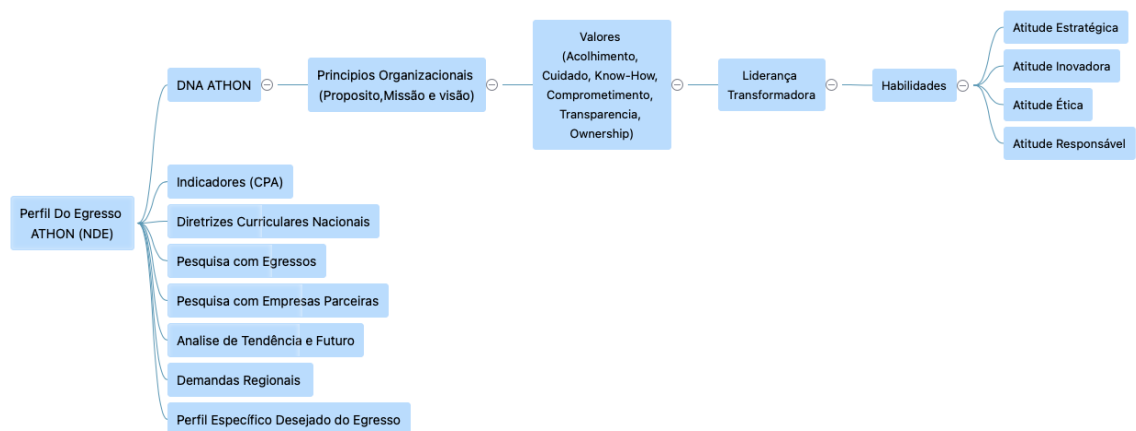 Perfil Do Egresso
ATHON (NDE)
DNA ATHON
Principios Organizacionais
(Proposito,Missão e visão)
Valores
(Acolhimento,
Cuidado, Know-How,
Comprometimento,
Transparencia,
Ownership)
Liderança
Transformadora
Habilidades
Atitude Estratégica
Atitude Inovadora
Atitude Ética
Atitude Responsável
Indicadores (CPA)
Diretrizes Curriculares Nacionais
Pesquisa com Egressos
Pesquisa com Empresas Parceiras
Analise de Tendência e Futuro
Demandas Regionais
Perfil Específico Desejado do Egresso